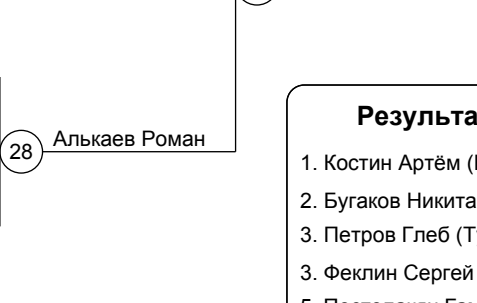 28
Алькаев Роман
Результа
1. Костин Артём (
2. Бугаков Никита
3. Петров Глеб (Т
3. Феклин Сергей